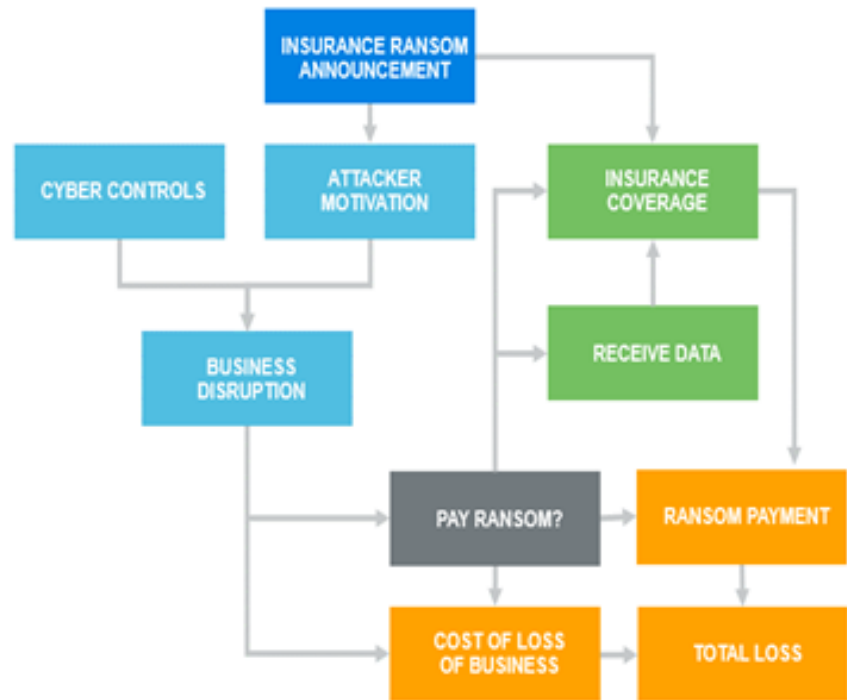 INSURANCE RANSOM
ANNOUNCEMENT
CYBER CONTROLS
ATTACKER
MOTIVATION
INSURANCE
COVERAGE
BUSINESS
DISRUPTION
RECEIVE DATA
PAY RANSOM?
RANSOM PAYMENT
COST OF LOSS
OF BUSINESS
TOTAL LOSS